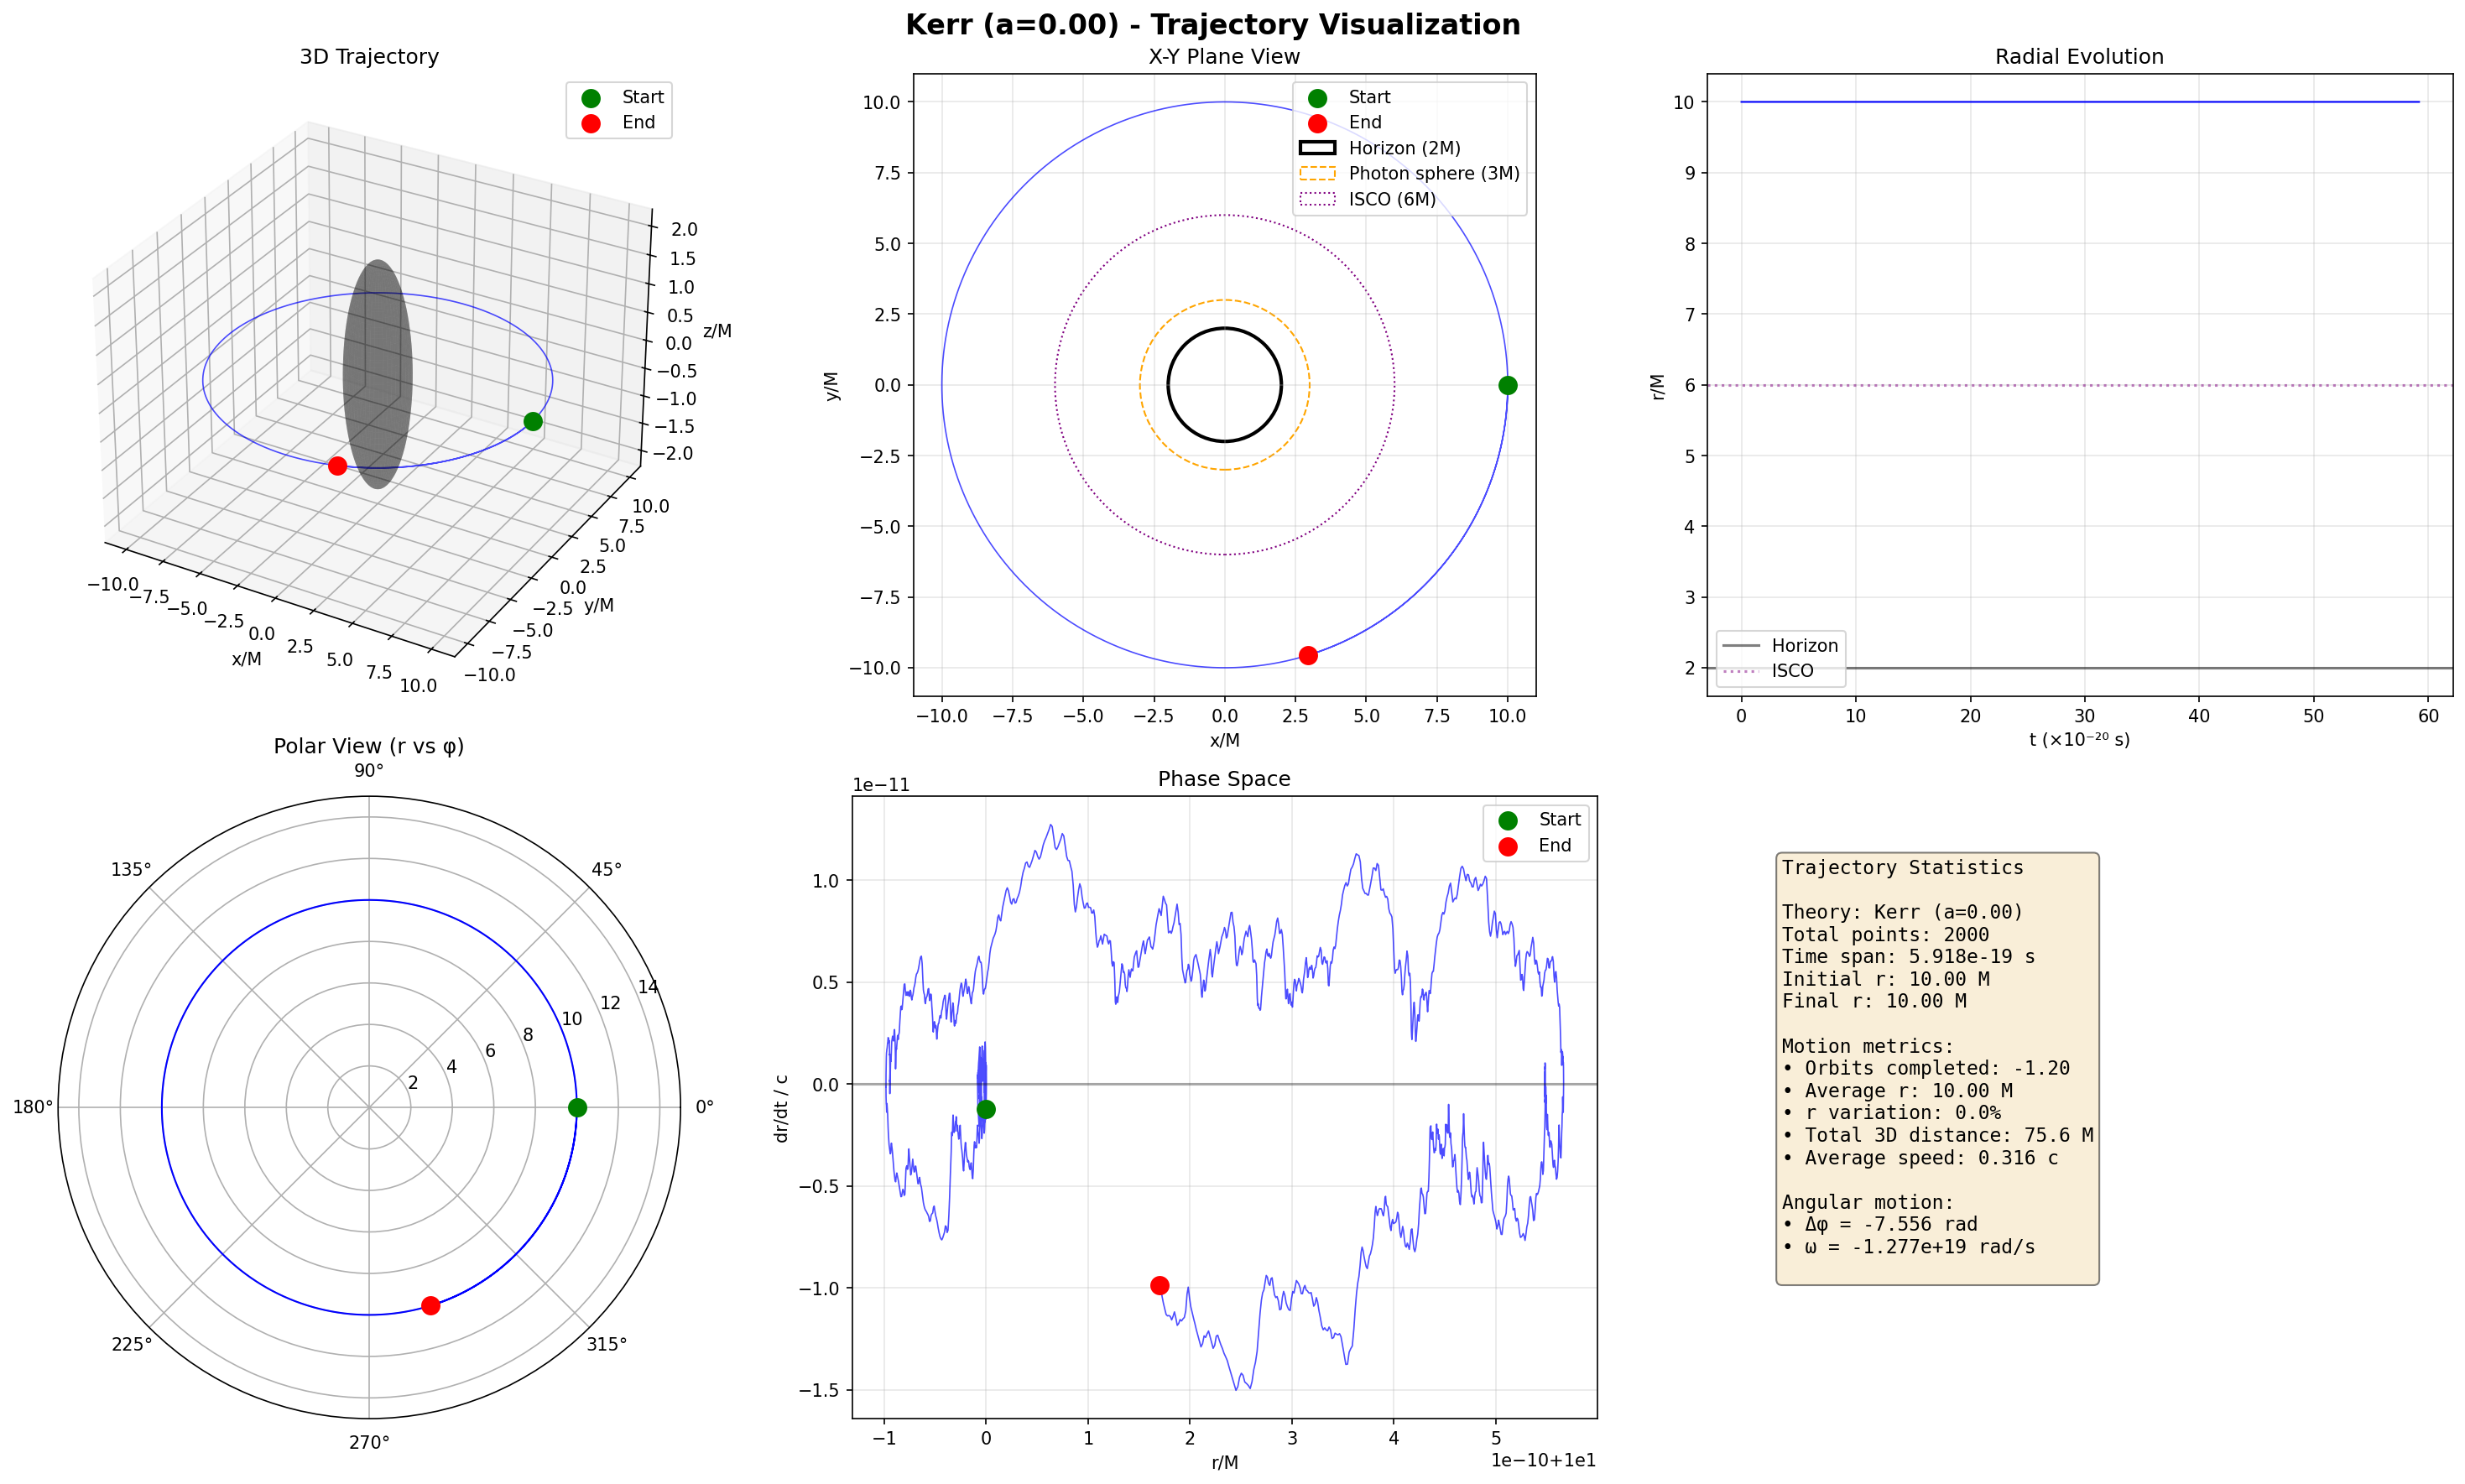 Kerr (a=0.00) - Trajectory Visualization
3D Trajectory
Start
End
2.0
1.5
1.0
0.5
0.0
−0.5
−1.0
−1.5
−2.0
z/M
10.0
7.5
5.0
2.5
0.0
−2.5
−5.0
−7.5
−10.0
y/M
−10.0
−7.5
−5.0
−2.5
0.0
2.5
5.0
7.5
10.0
x/M
X-Y Plane View
Start
End
Horizon (2M)
Photon sphere (3M)
ISCO (6M)
10.0
7.5
5.0
2.5
0.0
−2.5
−5.0
−7.5
−10.0
y/M
−10.0
−7.5
−5.0
−2.5
0.0
2.5
5.0
7.5
10.0
x/M
Radial Evolution
10
9
8
7
6
5
4
3
2
r/M
Horizon
ISCO
0
10
20
30
40
50
60
t (×10⁻²⁰ s)
Polar View (r vs φ)
90°
135°
45°
180°
0°
225°
315°
270°
2
4
6
8
10
12
14
Phase Space
1e−11
Start
End
1.0
0.5
0.0
−0.5
−1.0
−1.5
dr/dt / c
−1
0
1
2
3
4
5
1e−10+1e1
r/M
Trajectory Statistics
Theory: Kerr (a=0.00)
Total points: 2000
Time span: 5.918e-19 s
Initial r: 10.00 M
Final r: 10.00 M
Motion metrics:
• Orbits completed: -1.20
• Average r: 10.00 M
• r variation: 0.0%
• Total 3D distance: 75.6 M
• Average speed: 0.316 c
Angular motion:
• Δφ = -7.556 rad
• ω = -1.277e+19 rad/s